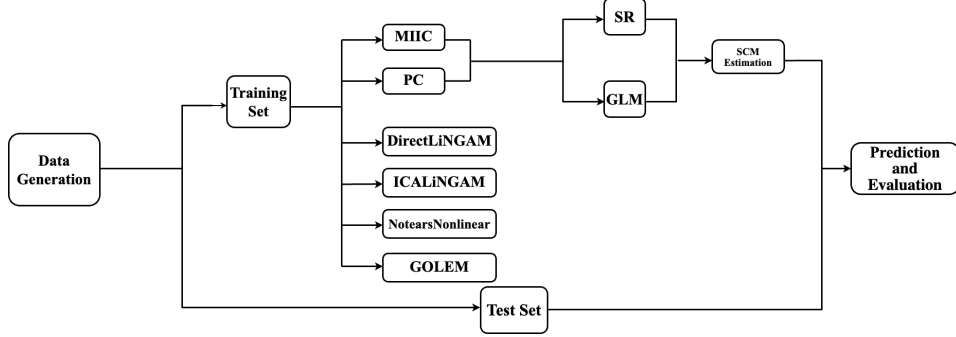 Data
Generation
Training
Set
MIIC
PC
DirectLiNGAM
ICALiNGAM
NotearsNonlinear
GOLEM
SR
GLM
SCM
Estimation
Test Set
Prediction
and
Evaluation